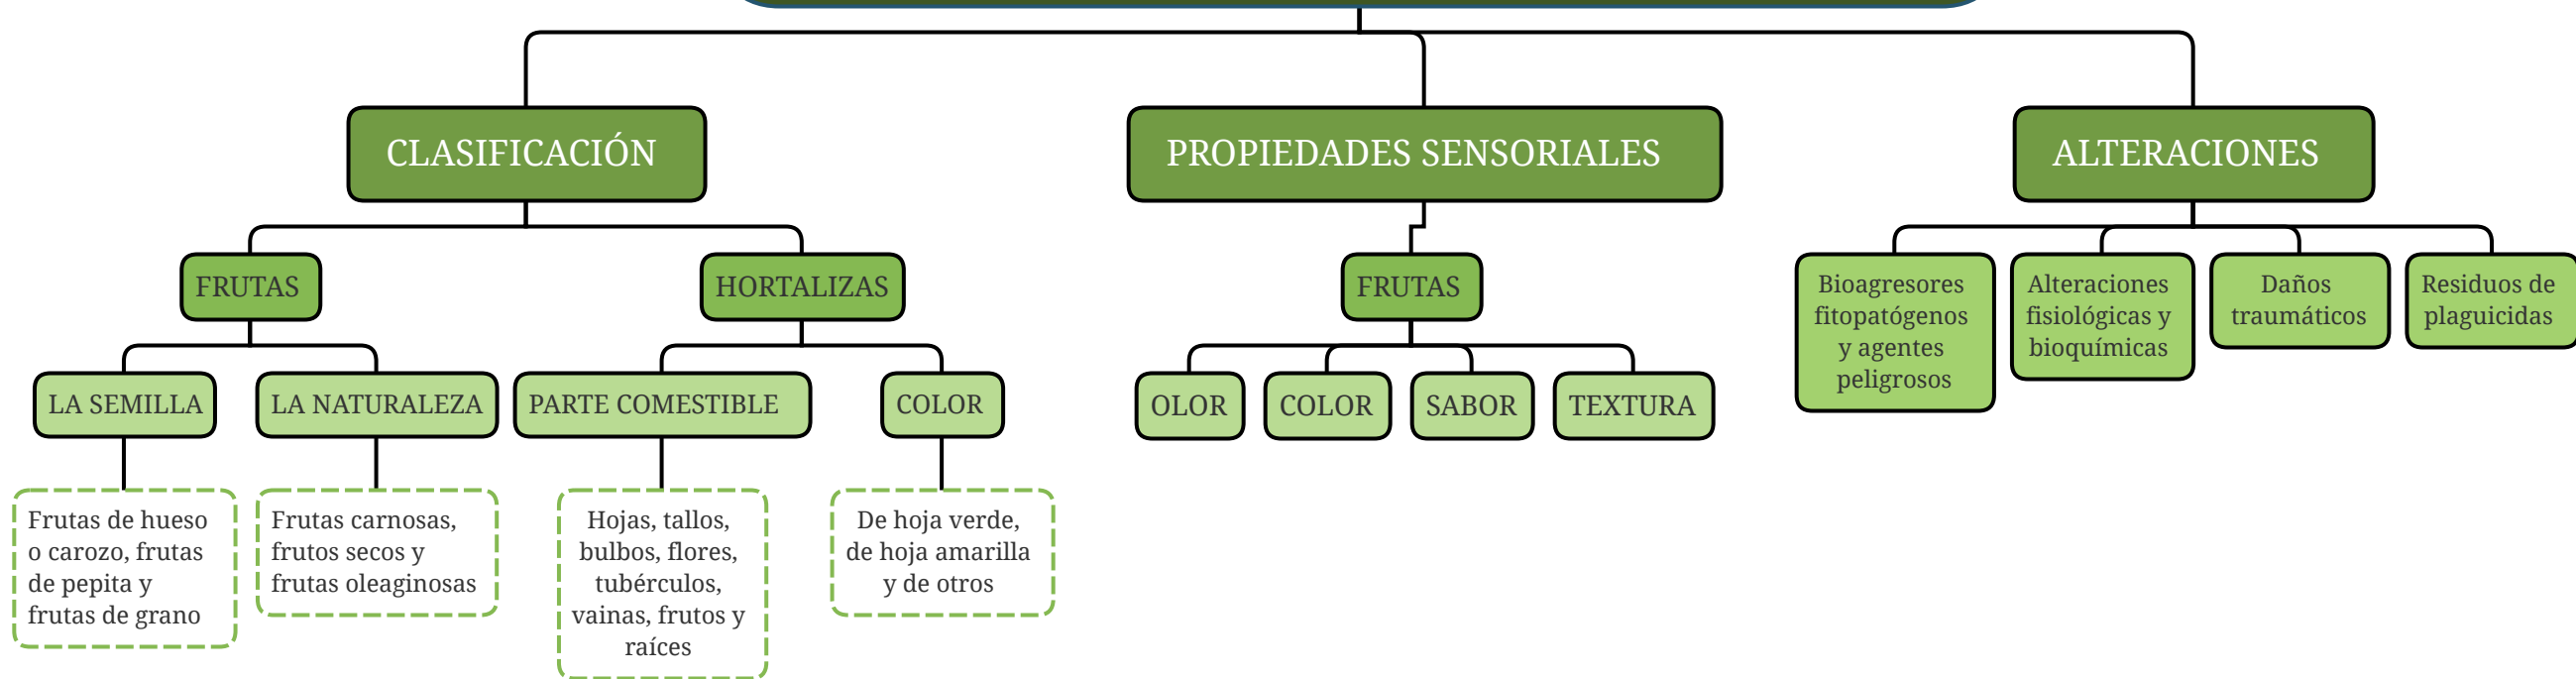 CLASIFICACIÓN
PROPIEDADES SENSORIALES
ALTERACIONES
FRUTAS
HORTALIZAS
FRUTAS
Bioagresores
fitopatógenos
y agentes
peligrosos
Alteraciones
fisiológicas y
bioquímicas
Daños
traumáticos
Residuos de
plaguicidas
LA SEMILLA
LA NATURALEZA
PARTE COMESTIBLE
COLOR
OLOR
COLOR
SABOR
TEXTURA
Frutas de hueso
o carozo, frutas
de pepita y
frutas de grano
Frutas carnosas,
frutos secos y
frutas oleaginosas
Hojas, tallos,
bulbos, flores,
tubérculos,
vainas, frutos y
raíces
De hoja verde,
de hoja amarilla
y de otros